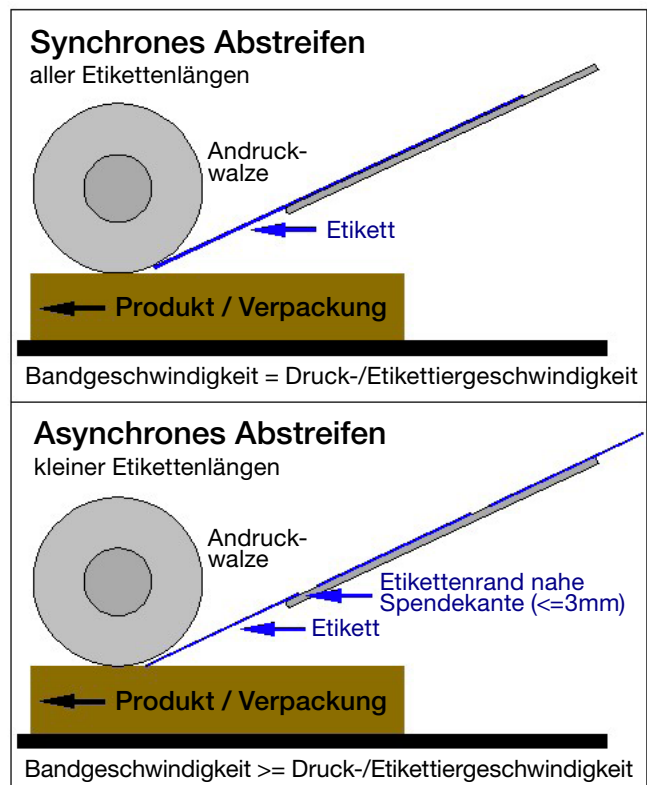 Synchrones Abstreifen
aller Etikettenlängen
Andruck-
walze
Etikett
Produkt / Verpackung
Bandgeschwindigkeit = Druck-/Etikettiergeschwindigkeit
Asynchrones Abstreifen
kleiner Etikettenlängen
Andruck-
walze
Etikettenrand nahe
Spendekante (<=3mm)
Etikett
Produkt / Verpackung
Bandgeschwindigkeit >= Druck-/Etikettiergeschwindigkeit